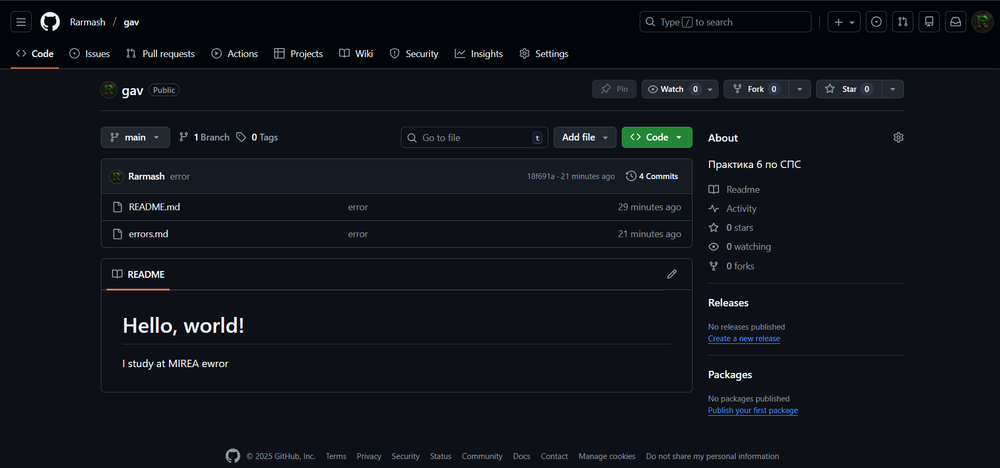 Rarmash / gav
Type / to search
Code Issues Pull requests Actions Projects Wiki Security Insights Settings
gav Public
Pin Watch 0 Fork 0 Star 0
main 1 Branch 0 Tags
Go to file t Add file Code
Rarmash error 18f691a · 21 minutes ago 4 Commits
README.md error 29 minutes ago
errors.md error 21 minutes ago
README
Hello, world!
I study at MIREA ewror
About
Практика 6 по СПС
Readme
Activity
0 stars
0 watching
0 forks
Releases
No releases published
Create a new release
Packages
No packages published
Publish your first package
© 2025 GitHub, Inc. Terms Privacy Security Status Community Docs Contact Manage cookies Do not share my personal information